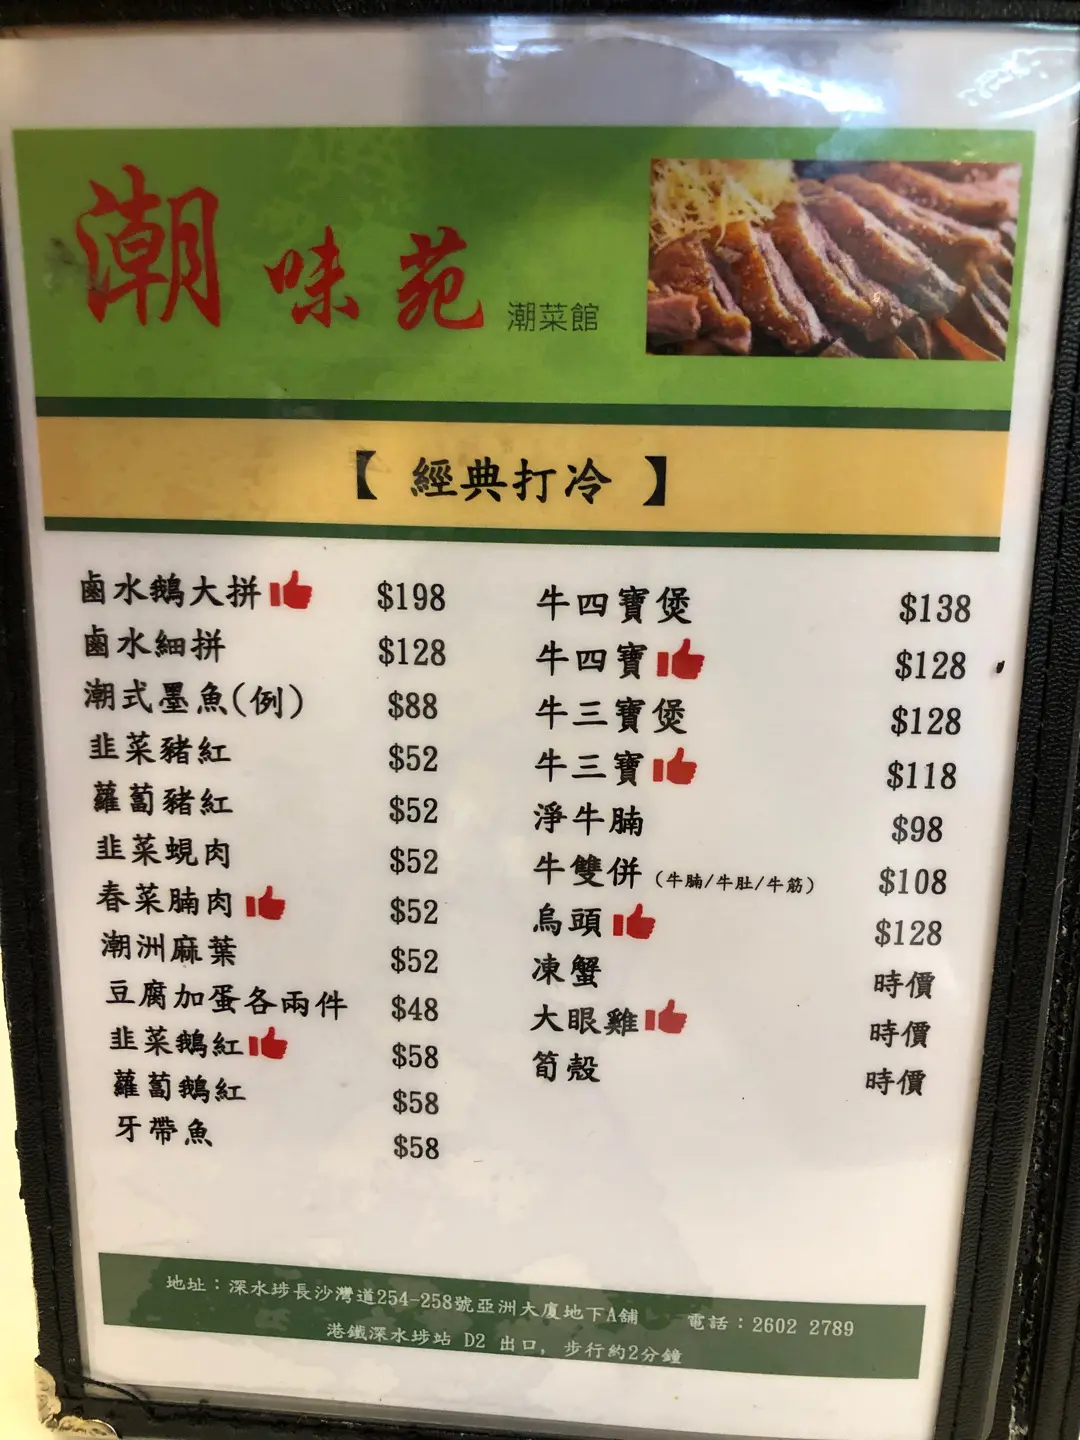 潮味苑 潮菜館
【 經典打冷 】
鹵水鵝大拼 $198
鹵水細拼 $128
潮式墨魚(例) $88
韭菜豬紅 $52
蘿蔔豬紅 $52
韭菜蜆肉 $52
春菜腩肉 $52
潮洲麻葉 $52
豆腐加蛋各兩件 $48
韭菜鵝紅 $58
蘿蔔鵝紅 $58
牙帶魚 $58
牛四寶煲 $138
牛四寶 $128
牛三寶煲 $128
牛三寶 $118
淨牛腩 $98
牛雙併 (牛腩/牛肚/牛筋) $108
烏頭 $128
凍蟹 時價
大眼雞 時價
筍殼 時價
地址：深水埗長沙灣道254-258號亞洲大廈地下A舖 電話：2602 2789
港鐵深水埗站 D2 出口, 步行約2分鐘